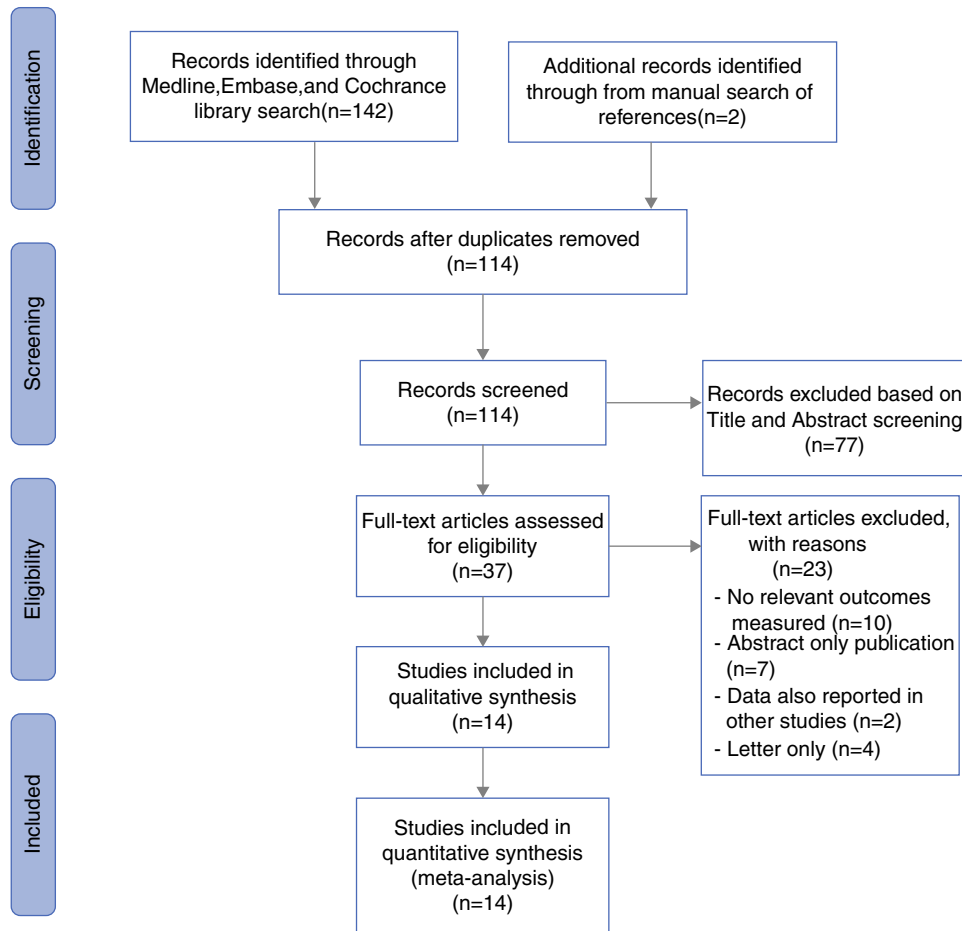 Identification
Records identified through
Medline,Embase,and Cochrance
library search(n=142)
Additional records identified
through from manual search of
references(n=2)
Records after duplicates removed
(n=114)
Screening
Records screened
(n=114)
Records excluded based on
Title and Abstract screening
(n=77)
Eligibility
Full-text articles assessed
for eligibility
(n=37)
Full-text articles excluded,
with reasons
(n=23)
- No relevant outcomes
measured (n=10)
- Abstract only publication
(n=7)
- Data also reported in
other studies (n=2)
- Letter only (n=4)
Studies included in
qualitative synthesis
(n=14)
Included
Studies included in
quantitative synthesis
(meta-analysis)
(n=14)